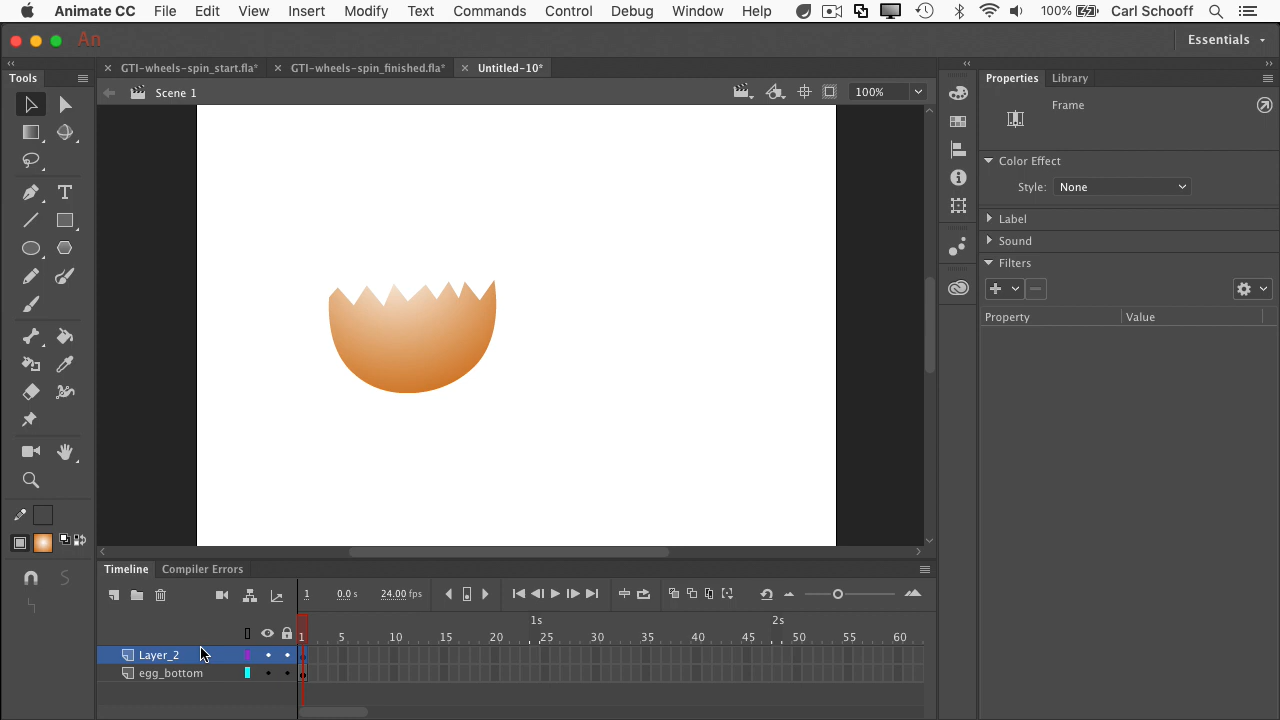 Animate CC File Edit View Insert Modify Text Commands Control Debug Window Help 100% Carl Schooff
An Essentials
Tools GTI-wheels-spin_start.fla* GTI-wheels-spin_finished.fla* Untitled-10* Properties Library
Scene 1 100%
Frame
Color Effect
Style: None
Label
Sound
Filters
Property Value
Timeline Compiler Errors
1 0.0 s 24.00 fps
1s 2s
1 5 10 15 20 25 30 35 40 45 50 55 60
Layer_2
egg_bottom